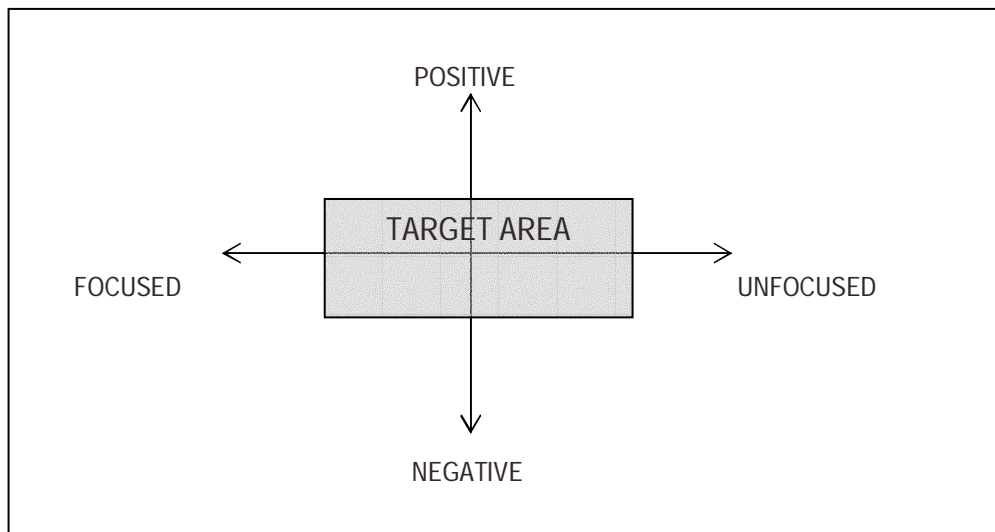 POSITIVE
TARGET AREA
FOCUSED
UNFOCUSED
NEGATIVE